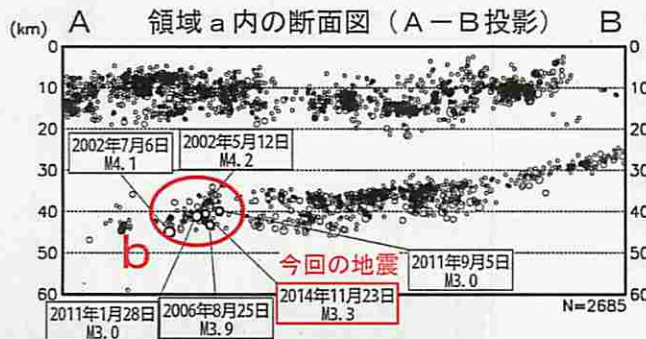 領域a内の断面図（A－B投影）
(km) A B
0 0
10 10
20 20
30 30
40 40
50 50
60 60
2002年7月6日
M4.1
2002年5月12日
M4.2
b
今回の地震
2011年9月5日
M3.0
2011年1月28日
M3.0
2006年8月25日
M3.9
2014年11月23日
M3.3
N=2685